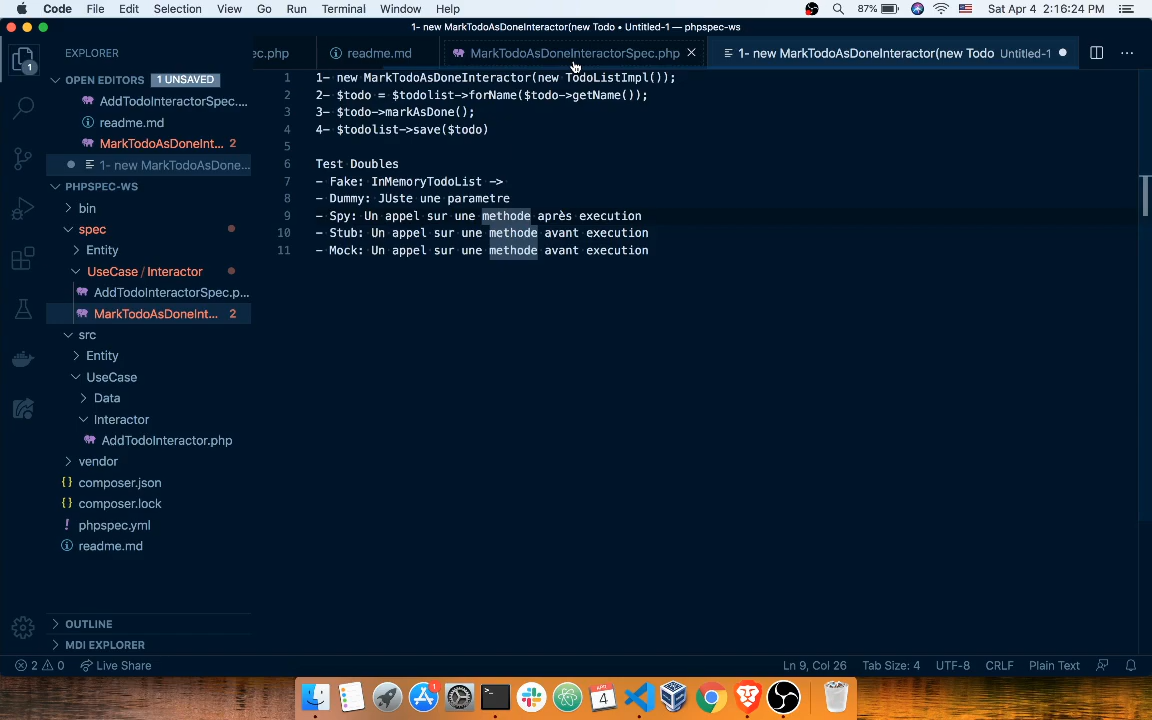 Code File Edit Selection View Go Run Terminal Window Help 87% Sat Apr 4 2:16:24 PM
1- new MarkTodoAsDoneInteractor(new Todo • Untitled-1 — phpspec-ws
EXPLORER
ec.php readme.md MarkTodoAsDoneInteractorSpec.php 1- new MarkTodoAsDoneInteractor(new Todo Untitled-1
1
OPEN EDITORS 1 UNSAVED
AddTodoInteractorSpec....
readme.md
MarkTodoAsDoneInt... 2
1- new MarkTodoAsDone...
PHPSPEC-WS
bin
spec
Entity
UseCase / Interactor
AddTodoInteractorSpec.p...
MarkTodoAsDoneInt... 2
src
Entity
UseCase
Data
Interactor
AddTodoInteractor.php
vendor
{} composer.json
{} composer.lock
! phpspec.yml
readme.md
OUTLINE
MDI EXPLORER
1 1- new MarkTodoAsDoneInteractor(new TodoListImpl());
2 2- $todo = $todolist->forName($todo->getName());
3 3- $todo->markAsDone();
4 4- $todolist->save($todo)
5
6 Test Doubles
7 - Fake: InMemoryTodoList ->
8 - Dummy: JUste une parametre
9 - Spy: Un appel sur une methode après execution
10 - Stub: Un appel sur une methode avant execution
11 - Mock: Un appel sur une methode avant execution
2 0 Live Share Ln 9, Col 26 Tab Size: 4 UTF-8 CRLF Plain Text
1 APRIL 4